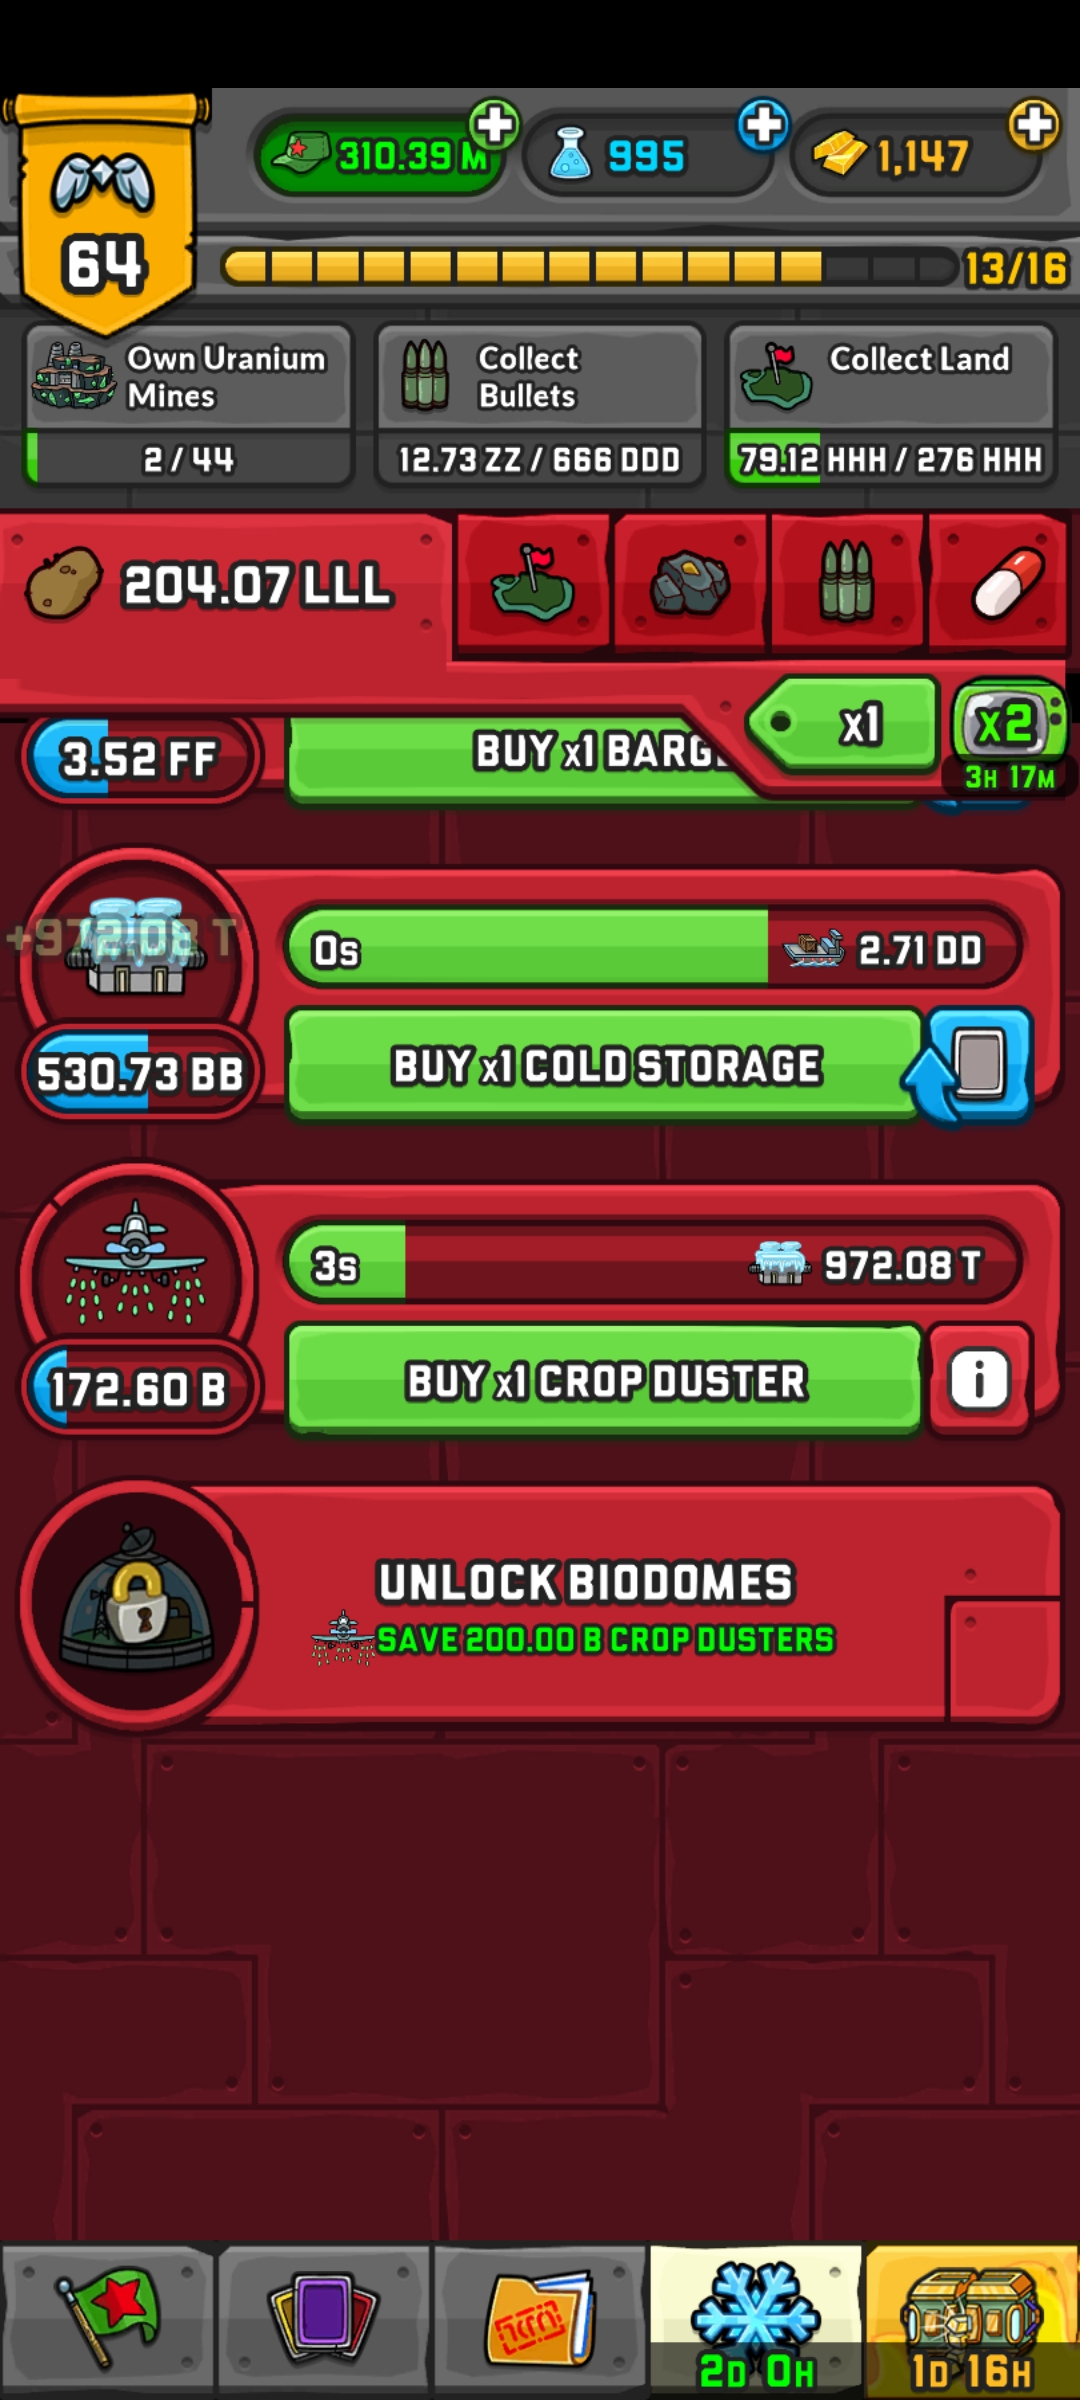 310.39 M
995
1,147
64
13/16
Own Uranium
Mines
2 / 44
Collect
Bullets
12.73 ZZ / 666 DDD
Collect Land
79.12 HHH / 276 HHH
204.07 LLL
x1
x2
3H 17M
3.52 FF
BUY x1 BARG
+972.08 T
0s
2.71 DD
530.73 BB
BUY x1 COLD STORAGE
3s
972.08 T
172.60 B
BUY x1 CROP DUSTER
i
UNLOCK BIODOMES
SAVE 200.00 B CROP DUSTERS
2D 0H
1D 16H